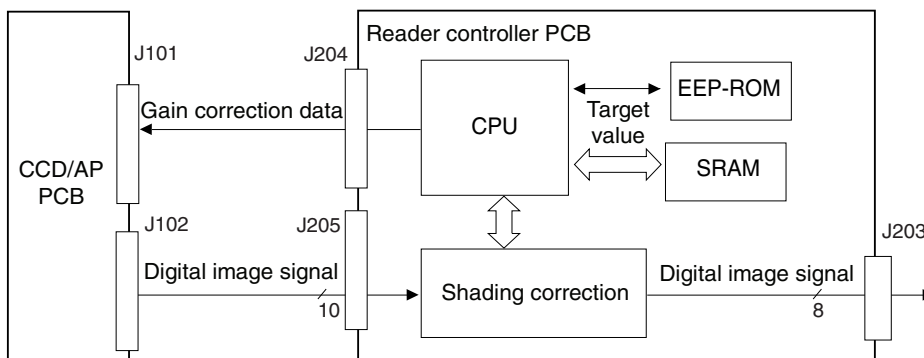 Reader controller PCB
J101
J204
Gain correction data
CPU
EEP-ROM
Target
value
SRAM
CCD/AP
PCB
J102
J205
J203
Digital image signal
10
Shading correction
Digital image signal
8